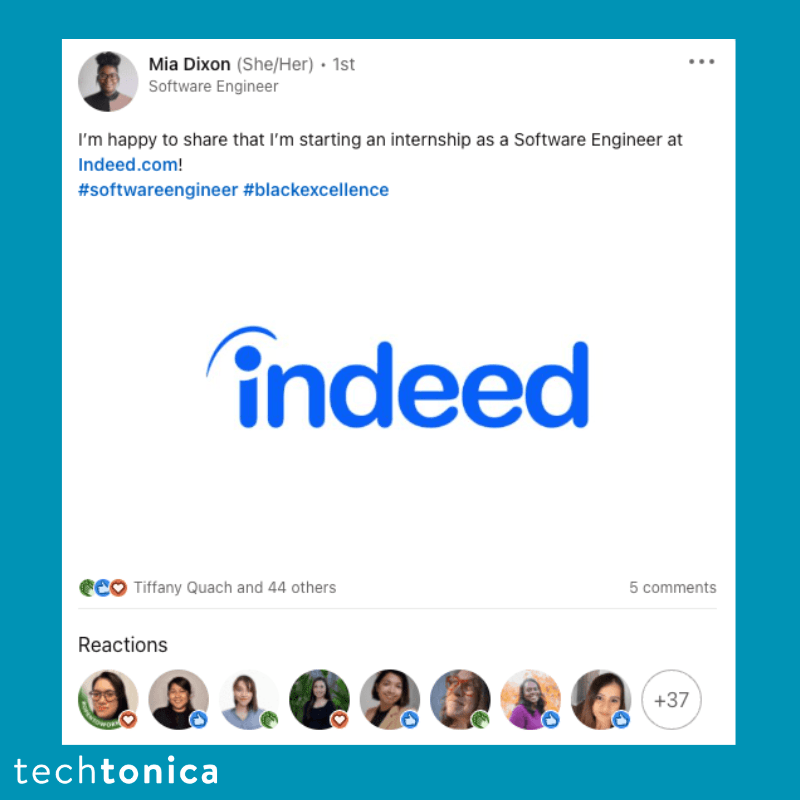 Mia Dixon (She/Her) • 1st
Software Engineer
I'm happy to share that I'm starting an internship as a Software Engineer at
Indeed.com!
#softwareengineer #blackexcellence
indeed
Tiffany Quach and 44 others 5 comments
Reactions
+37
techtonica